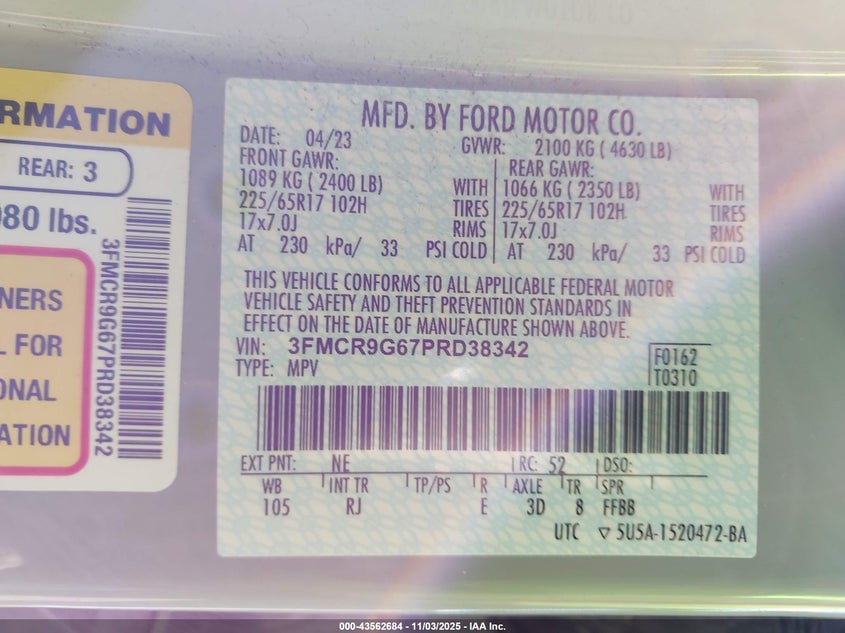 RMATION
REAR: 3
080 lbs.
NERS
L FOR
ONAL
ATION
3FMCR9G67PRD38342
MFD. BY FORD MOTOR CO.
DATE: 04/23 GVWR: 2100 KG ( 4630 LB)
FRONT GAWR: REAR GAWR:
1089 KG ( 2400 LB) WITH 1066 KG ( 2350 LB) WITH
225/65R17 102H TIRES 225/65R17 102H TIRES
17x7.0J RIMS 17x7.0J RIMS
AT 230 kPa/ 33 PSI COLD AT 230 kPa/ 33 PSI COLD
THIS VEHICLE CONFORMS TO ALL APPLICABLE FEDERAL MOTOR
VEHICLE SAFETY AND THEFT PREVENTION STANDARDS IN
EFFECT ON THE DATE OF MANUFACTURE SHOWN ABOVE.
VIN: 3FMCR9G67PRD38342 F0162
TYPE: MPV T0310
EXT PNT: NE RC: 52 DSO:
WB INT TR TP/PS R AXLE TR SPR
105 RJ E 3D 8 FFBB
UTC ▽ 5U5A-1520472-BA
000-43562684 - 11/03/2025 - IAA Inc.